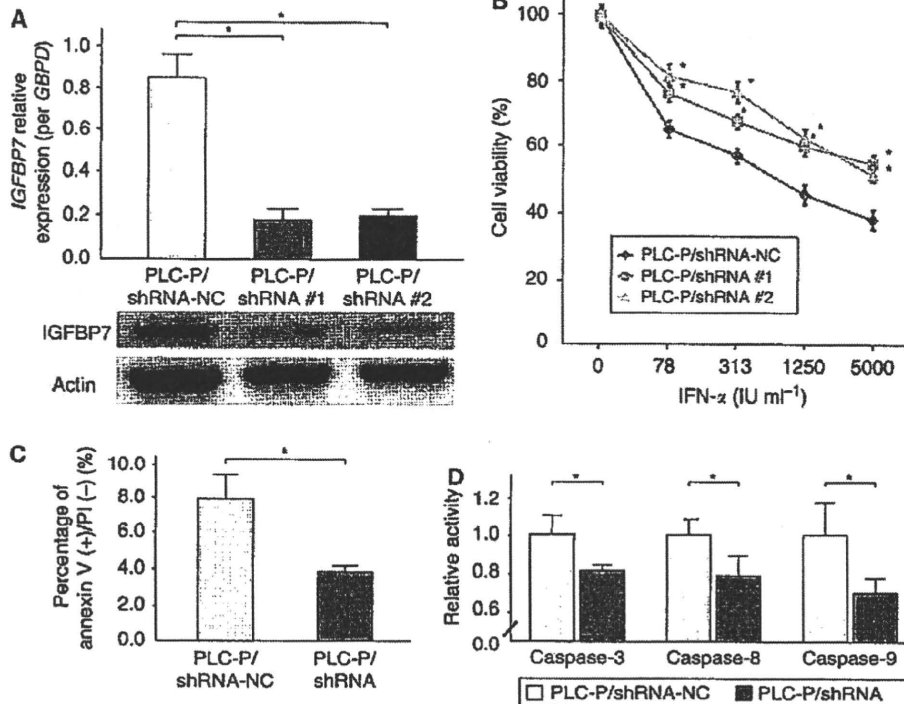 A
IGFBP7 relative
expression (per GBPD)
1.0
0.8
0.6
0.4
0.2
0.0
*
*
PLC-P/
shRNA-NC
PLC-P/
shRNA #1
PLC-P/
shRNA #2
IGFBP7
Actin
B
Cell viability (%)
100
80
60
40
20
0
PLC-P/shRNA-NC
PLC-P/shRNA #1
PLC-P/shRNA #2
0 78 313 1250 5000
IFN-α (IU ml⁻¹)
C
Percentage of
annexin V (+)/PI (−) (%)
10.0
8.0
6.0
4.0
2.0
0.0
*
PLC-P/
shRNA-NC
PLC-P/
shRNA
D
Relative activity
1.2
1.0
0.8
0.6
0.0
* * *
Caspase-3 Caspase-8 Caspase-9
PLC-P/shRNA-NC PLC-P/shRNA